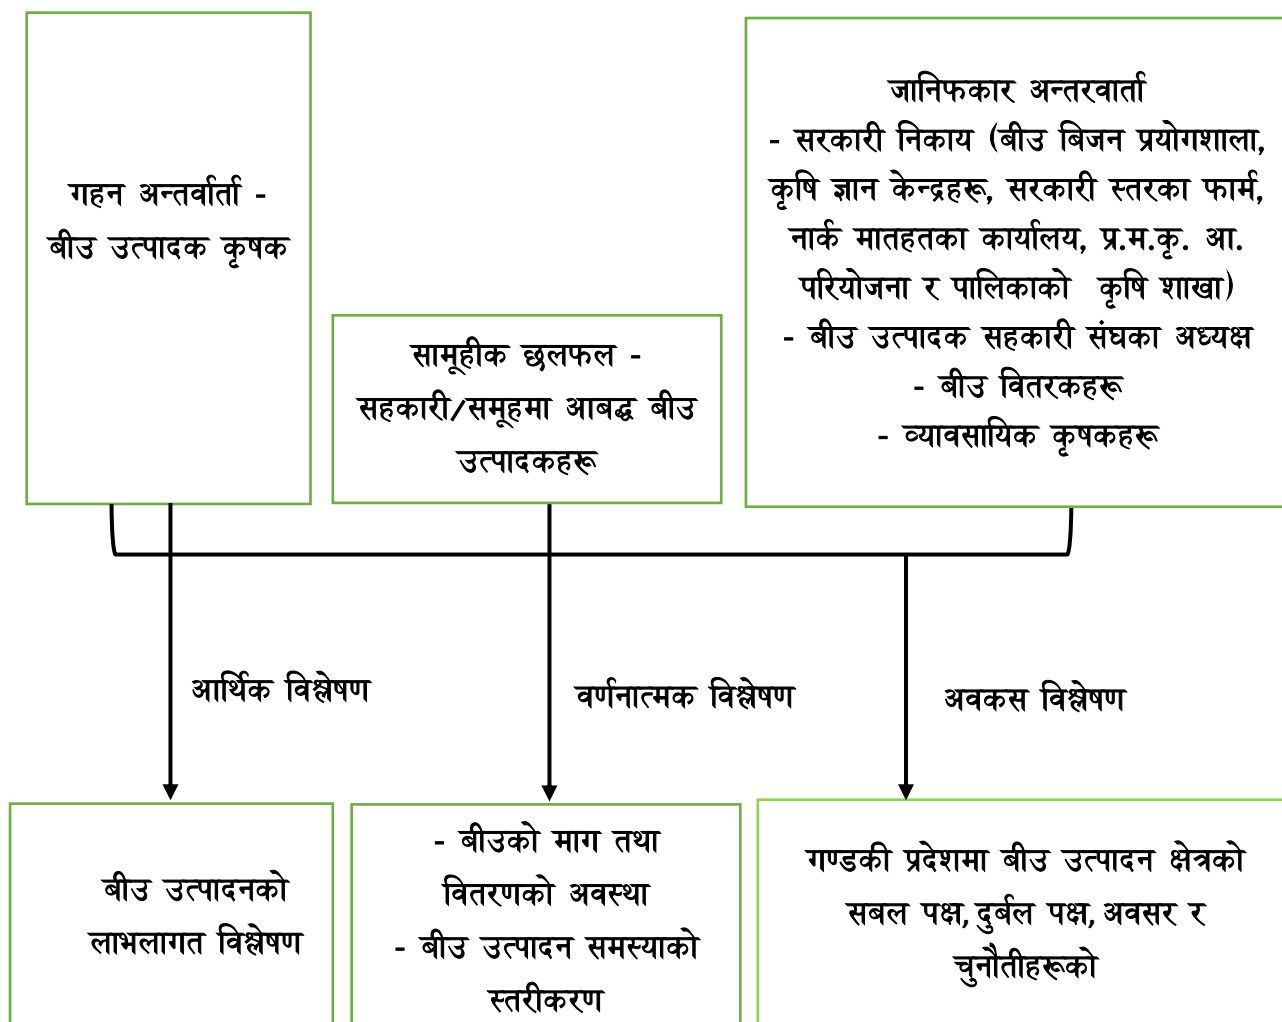 गहन अन्तर्वार्ता -
बीउ उत्पादक कृषक
सामूहीक छलफल -
सहकारी/समूहमा आबद्ध बीउ
उत्पादकहरू
जानिफकार अन्तरवार्ता
- सरकारी निकाय (बीउ बिजन प्रयोगशाला,
कृषि ज्ञान केन्द्रहरू, सरकारी स्तरका फार्म,
नार्क मातहतका कार्यालय, प्र.म.कृ. आ.
परियोजना र पालिकाको कृषि शाखा)
- बीउ उत्पादक सहकारी संघका अध्यक्ष
- बीउ वितरकहरू
- व्यावसायिक कृषकहरू
आर्थिक विश्लेषण
वर्णनात्मक विश्लेषण
अवकस विश्लेषण
बीउ उत्पादनको
लाभलागत विश्लेषण
- बीउको माग तथा
वितरणको अवस्था
- बीउ उत्पादन समस्याको
स्तरीकरण
गण्डकी प्रदेशमा बीउ उत्पादन क्षेत्रको
सबल पक्ष, दुर्बल पक्ष, अवसर र
चुनौतीहरूको